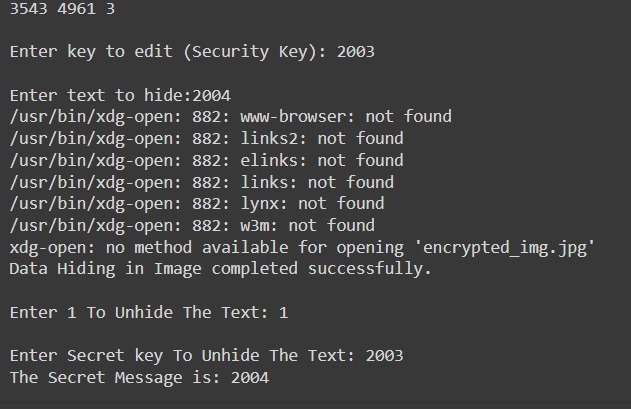 3543 4961 3
Enter key to edit (Security Key): 2003
Enter text to hide:2004
/usr/bin/xdg-open: 882: www-browser: not found
/usr/bin/xdg-open: 882: links2: not found
/usr/bin/xdg-open: 882: elinks: not found
/usr/bin/xdg-open: 882: links: not found
/usr/bin/xdg-open: 882: lynx: not found
/usr/bin/xdg-open: 882: w3m: not found
xdg-open: no method available for opening 'encrypted_img.jpg'
Data Hiding in Image completed successfully.
Enter 1 To Unhide The Text: 1
Enter Secret key To Unhide The Text: 2003
The Secret Message is: 2004